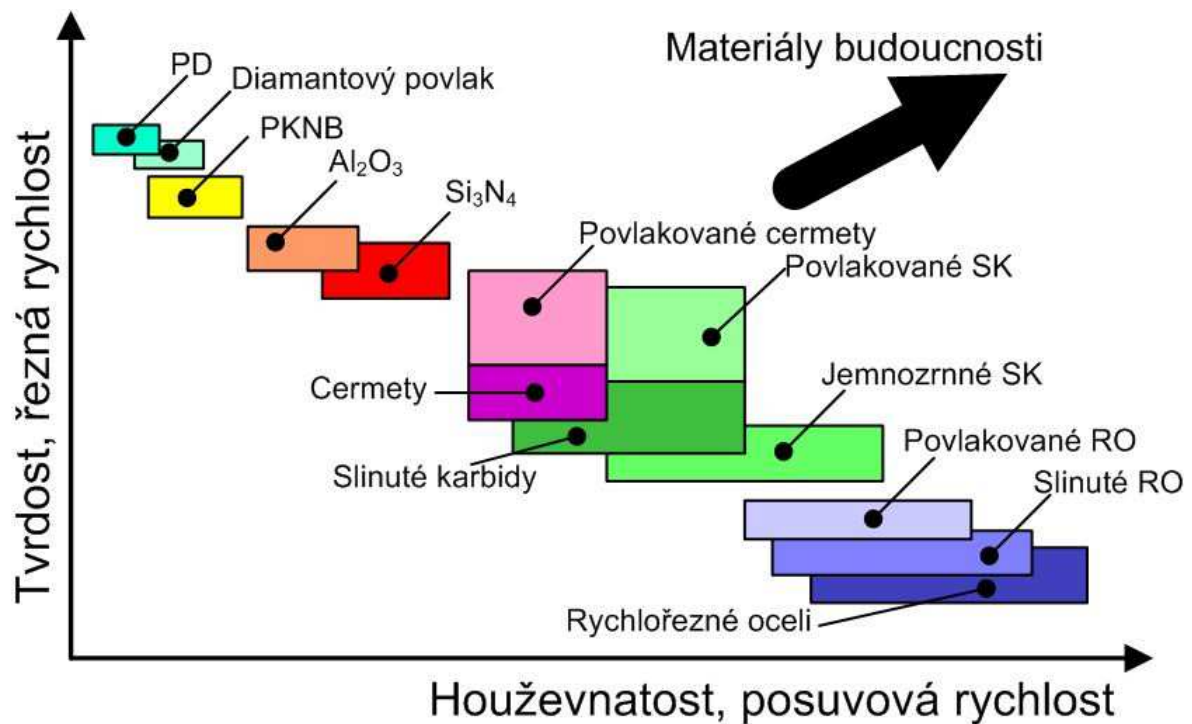 Materiály budoucnosti
PD
Diamantový povlak
PKNB
Al₂O₃
Si₃N₄
Povlakované cermety
Povlakované SK
Cermety
Jemnozrnné SK
Slinuté karbidy
Povlakované RO
Slinuté RO
Rychlořezné oceli
Tvrdost, řezná rychlost
Houževnatost, posuvová rychlost